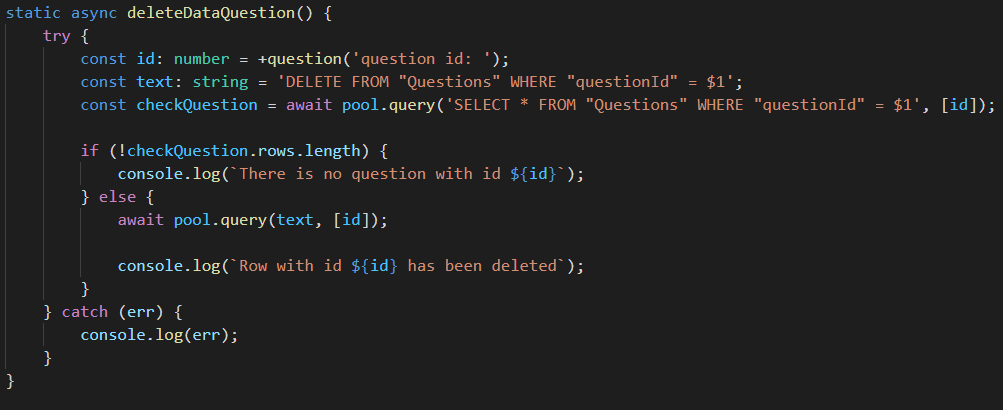 static async deleteDataQuestion() {
try {
const id: number = +question('question id: ');
const text: string = 'DELETE FROM "Questions" WHERE "questionId" = $1';
const checkQuestion = await pool.query('SELECT * FROM "Questions" WHERE "questionId" = $1', [id]);
if (!checkQuestion.rows.length) {
console.log(`There is no question with id ${id}`);
} else {
await pool.query(text, [id]);
console.log(`Row with id ${id} has been deleted`);
}
} catch (err) {
console.log(err);
}
}